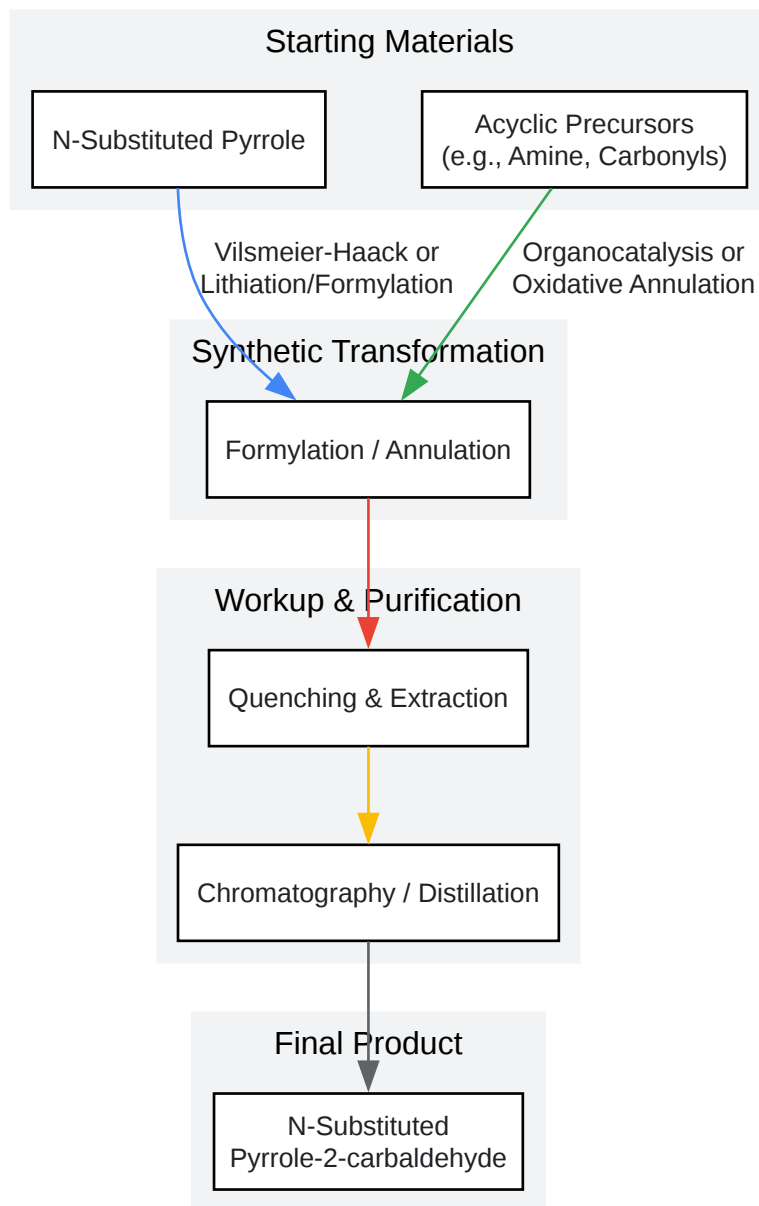 Starting Materials
N-Substituted Pyrrole
Acyclic Precursors
(e.g., Amine, Carbonyls)
Vilsmeier-Haack or
Lithiation/Formylation
Organocatalysis or
Oxidative Annulation
Synthetic Transformation
Formylation / Annulation
Workup & Purification
Quenching & Extraction
Chromatography / Distillation
Final Product
N-Substituted
Pyrrole-2-carbaldehyde